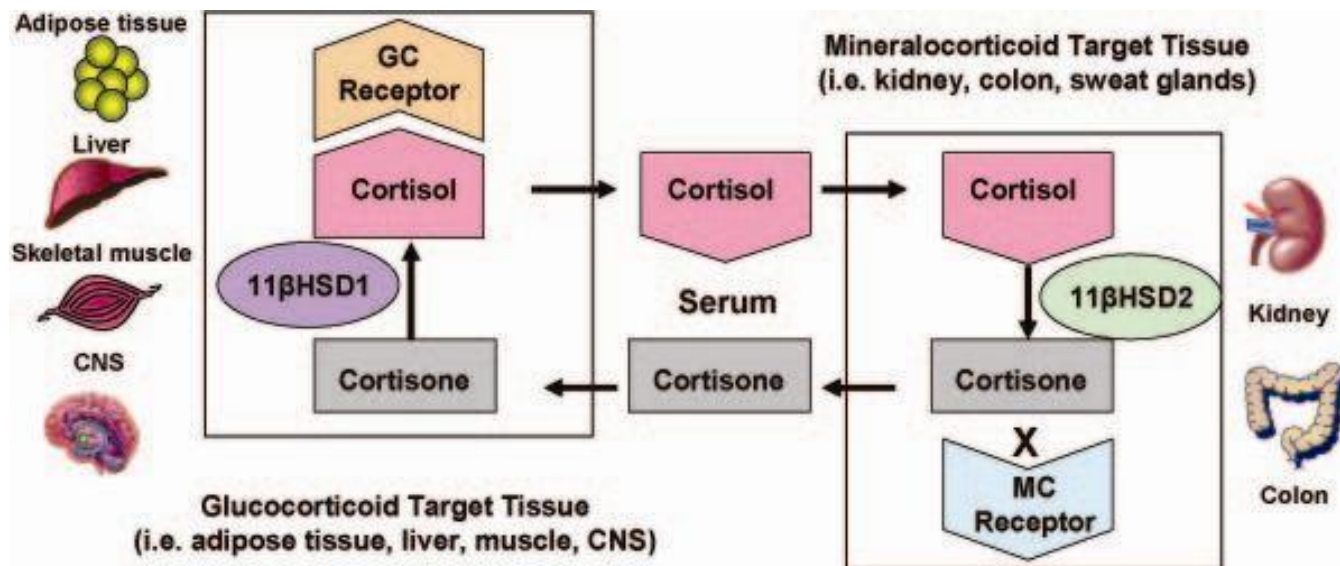 Adipose tissue
Liver
Skeletal muscle
CNS
GC
Receptor
Cortisol
11βHSD1
Cortisone
Glucocorticoid Target Tissue
(i.e. adipose tissue, liver, muscle, CNS)
Cortisol
Serum
Cortisone
Mineralocorticoid Target Tissue
(i.e. kidney, colon, sweat glands)
Cortisol
11βHSD2
Cortisone
X
MC
Receptor
Kidney
Colon